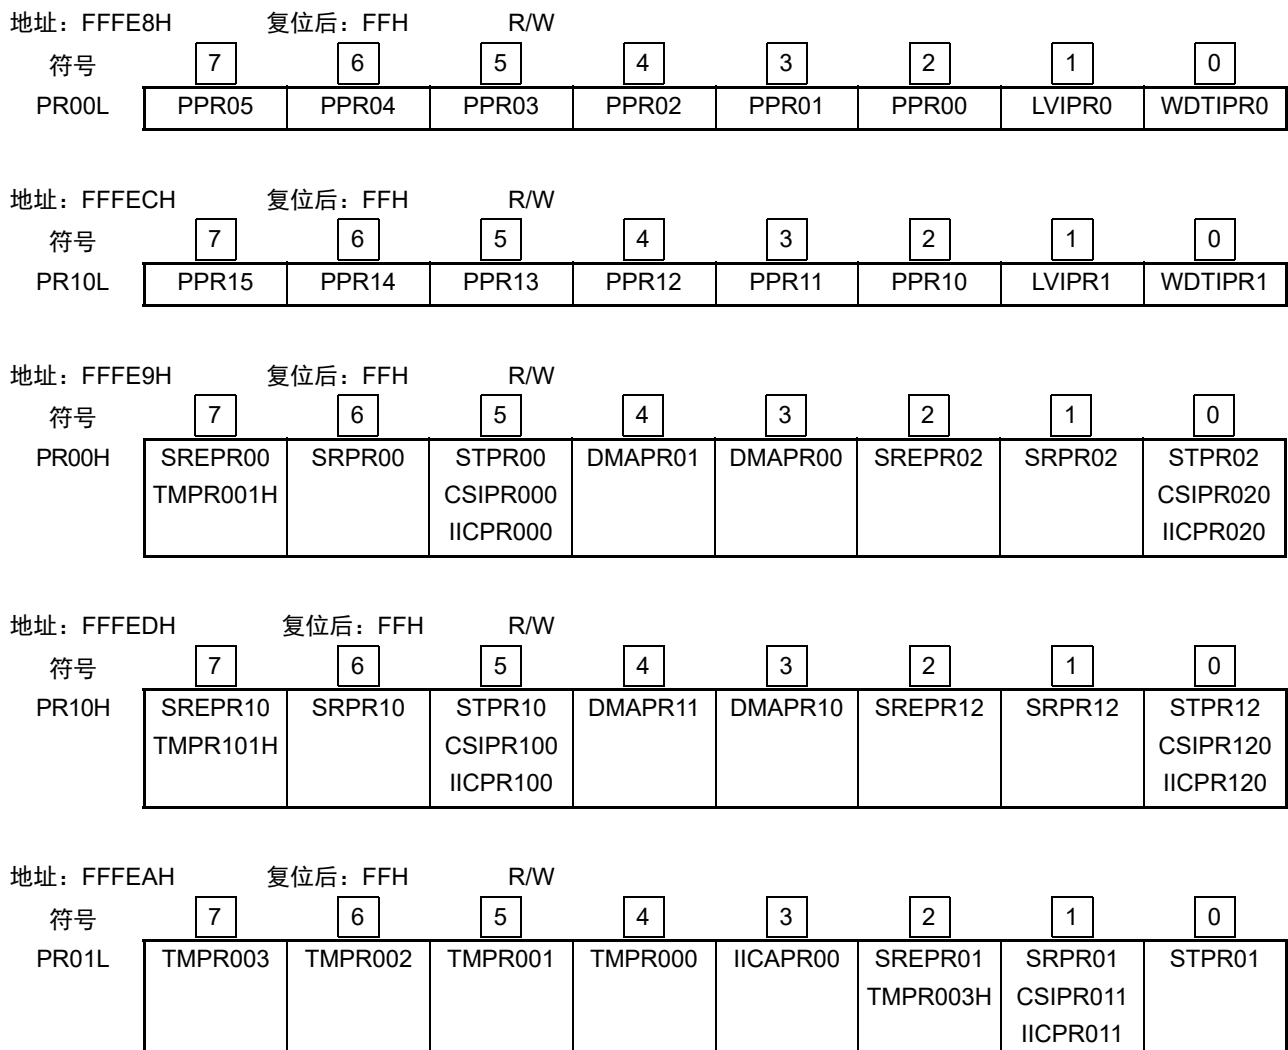 地址：FFFE8H 复位后：FFH R/W
符号 7 6 5 4 3 2 1 0
PR00L PPR05 PPR04 PPR03 PPR02 PPR01 PPR00 LVIPR0 WDTIPR0
地址：FFFECH 复位后：FFH R/W
符号 7 6 5 4 3 2 1 0
PR10L PPR15 PPR14 PPR13 PPR12 PPR11 PPR10 LVIPR1 WDTIPR1
地址：FFFE9H 复位后：FFH R/W
符号 7 6 5 4 3 2 1 0
PR00H SREPR00 SRPR00 STPR00 DMAPR01 DMAPR00 SREPR02 SRPR02 STPR02
TMPR001H CSIPR000 CSIPR020
IICPR000 IICPR020
地址：FFFEDH 复位后：FFH R/W
符号 7 6 5 4 3 2 1 0
PR10H SREPR10 SRPR10 STPR10 DMAPR11 DMAPR10 SREPR12 SRPR12 STPR12
TMPR101H CSIPR100 CSIPR120
IICPR100 IICPR120
地址：FFFEAH 复位后：FFH R/W
符号 7 6 5 4 3 2 1 0
PR01L TMPR003 TMPR002 TMPR001 TMPR000 IICAPR00 SREPR01 SRPR01 STPR01
TMPR003H CSIPR011
IICPR011